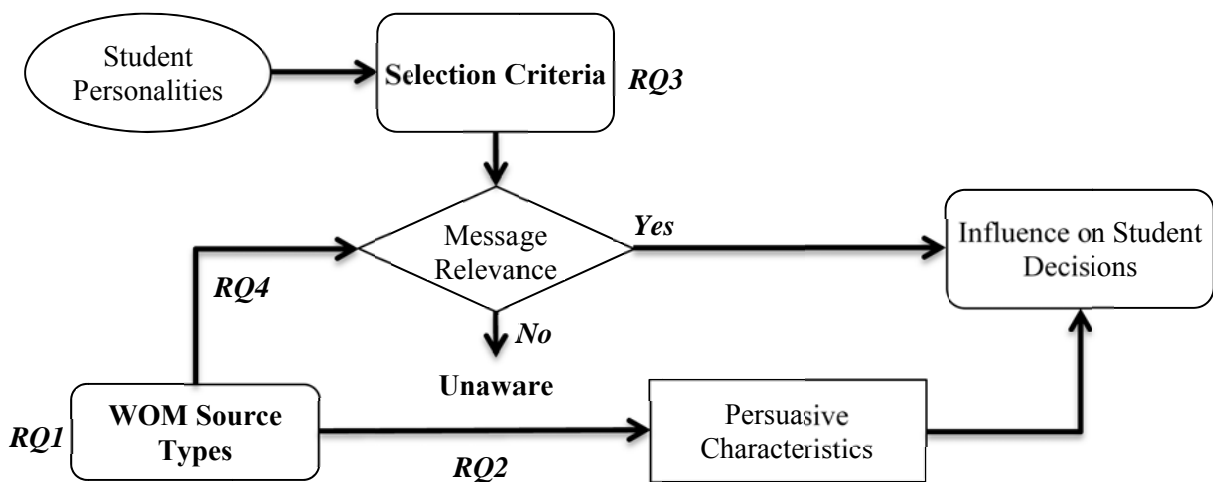 Student
Personalities
Selection Criteria
RQ3
Message
Relevance
Yes
Influence on Student
Decisions
RQ4
No
Unaware
RQ1
WOM Source
Types
RQ2
Persuasive
Characteristics